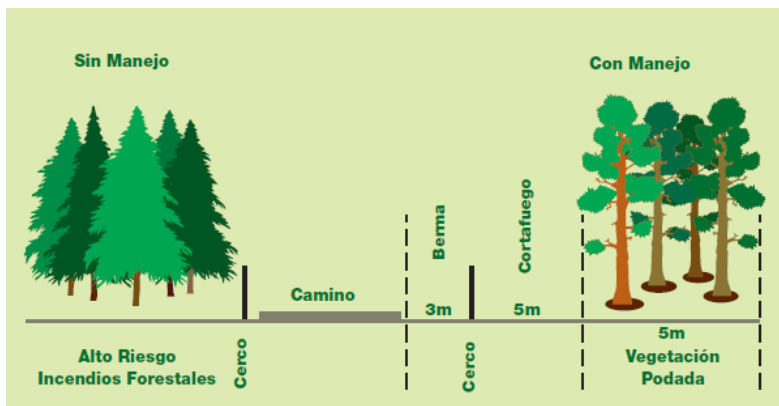 Sin Manejo
Con Manejo
Berma
Cortafuego
Camino
3m
5m
5m
Alto Riesgo
Incendios Forestales
Cerco
Cerco
Vegetación
Podada